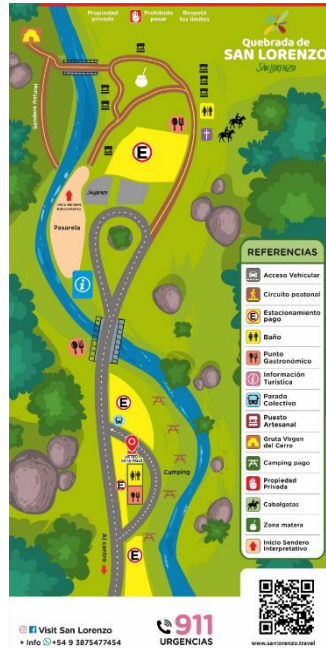 Propiedad privada
Prohibido pasar
Respetá los límites
Quebrada de
SAN LORENZO
SAN LORENZO
Sendero Peatonal
E
Pasarela
i
REFERENCIAS
Acceso Vehicular
Circuito peatonal
Estacionamiento
pago
Baño
Punto
Gastronómico
Información
Turística
Parada
Colectivo
Puesto
Artesanal
Gruta Virgen
del Cerro
Camping pago
Propiedad
Privada
Cabalgatas
Zona matera
Inicio Sendero
Interpretativo
E
E
Camping
E
Al centro
Visit San Lorenzo
+ Info +54 9 3875477454
911
URGENCIAS
www.sanlorenzo.travel